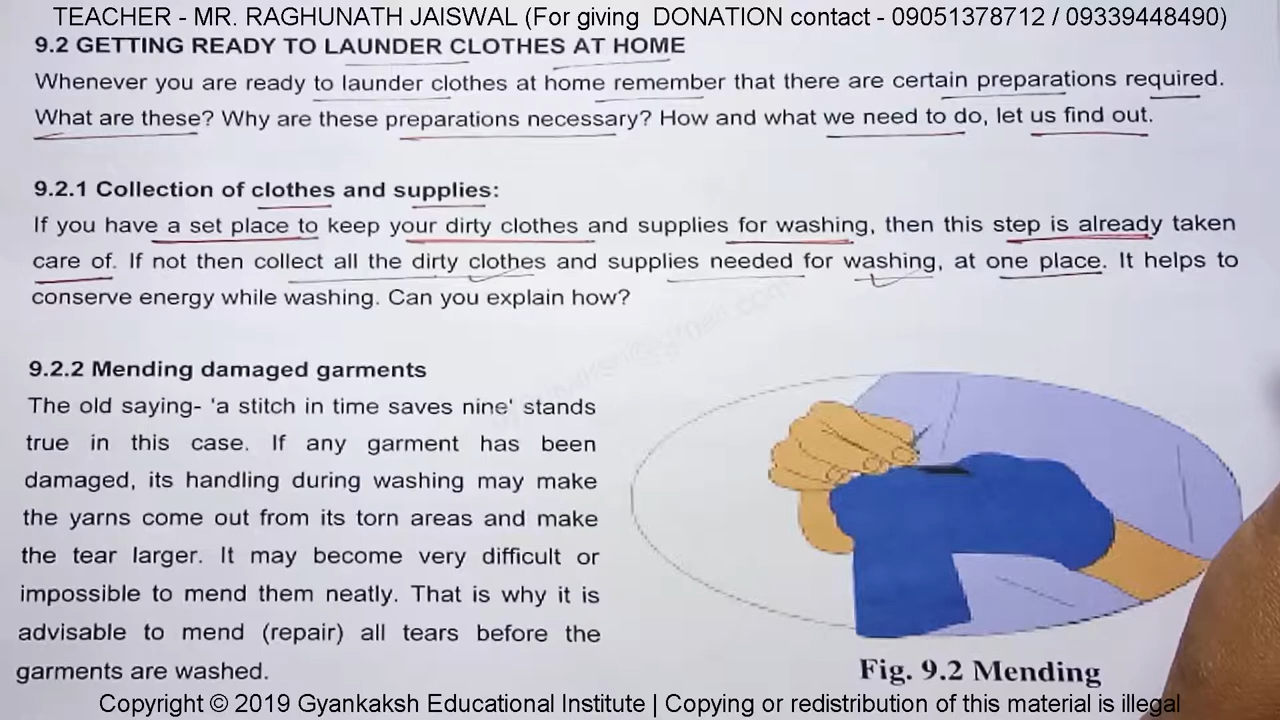 TEACHER - MR. RAGHUNATH JAISWAL (For giving DONATION contact - 09051378712 / 09339448490)
9.2 GETTING READY TO LAUNDER CLOTHES AT HOME
Whenever you are ready to launder clothes at home remember that there are certain preparations required.
What are these? Why are these preparations necessary? How and what we need to do, let us find out.
9.2.1 Collection of clothes and supplies:
If you have a set place to keep your dirty clothes and supplies for washing, then this step is already taken
care of. If not then collect all the dirty clothes and supplies needed for washing, at one place. It helps to
conserve energy while washing. Can you explain how?
9.2.2 Mending damaged garments
The old saying- 'a stitch in time saves nine' stands
true in this case. If any garment has been
damaged, its handling during washing may make
the yarns come out from its torn areas and make
the tear larger. It may become very difficult or
impossible to mend them neatly. That is why it is
advisable to mend (repair) all tears before the
garments are washed.
Fig. 9.2 Mending
Copyright © 2019 Gyankaksh Educational Institute | Copying or redistribution of this material is illegal